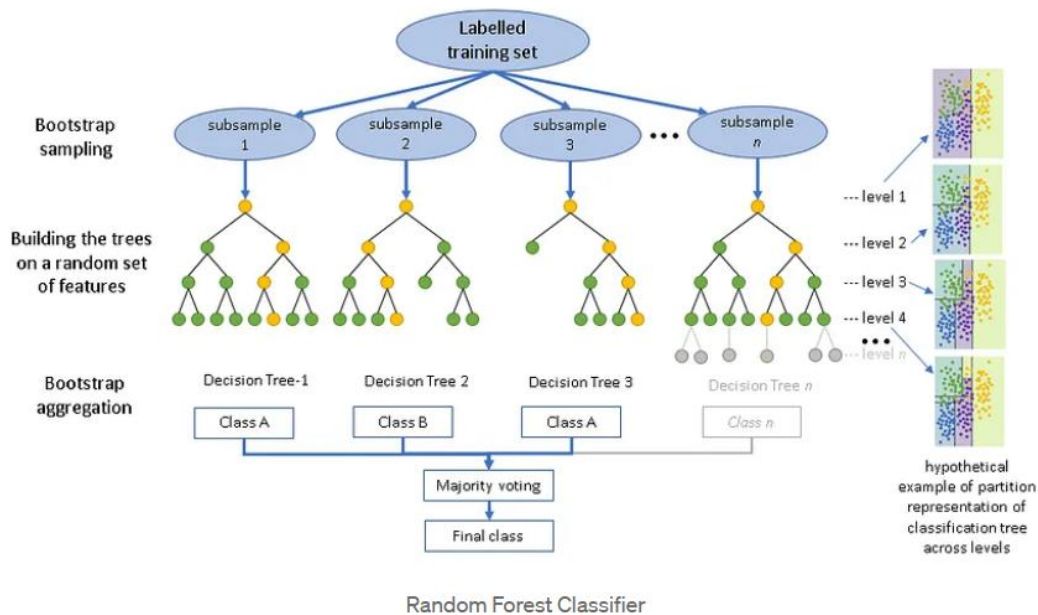 Labelled
training set
Bootstrap
sampling
subsample
1
subsample
2
subsample
3
•••
subsample
n
Building the trees
on a random set
of features
--- level 1
--- level 2
--- level 3
--- level 4
•••
--- level n
Bootstrap
aggregation
Decision Tree-1
Decision Tree 2
Decision Tree 3
Decision Tree n
Class A
Class B
Class A
Class n
Majority voting
Final class
hypothetical
example of partition
representation of
classification tree
across levels
Random Forest Classifier